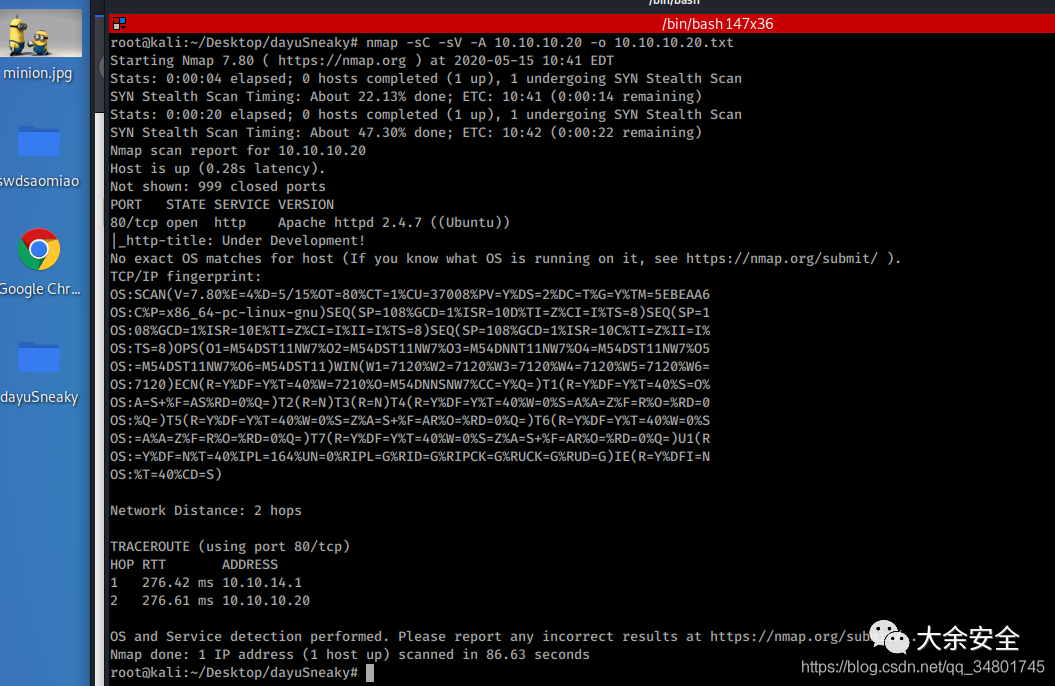 /bin/bash
/bin/bash 147x36
minion.jpg
swdsaomiao
Google Chr...
dayuSneaky
root@kali:~/Desktop/dayuSneaky# nmap -sC -sV -A 10.10.10.20 -o 10.10.10.20.txt
Starting Nmap 7.80 ( https://nmap.org ) at 2020-05-15 10:41 EDT
Stats: 0:00:04 elapsed; 0 hosts completed (1 up), 1 undergoing SYN Stealth Scan
SYN Stealth Scan Timing: About 22.13% done; ETC: 10:41 (0:00:14 remaining)
Stats: 0:00:20 elapsed; 0 hosts completed (1 up), 1 undergoing SYN Stealth Scan
SYN Stealth Scan Timing: About 47.30% done; ETC: 10:42 (0:00:22 remaining)
Nmap scan report for 10.10.10.20
Host is up (0.28s latency).
Not shown: 999 closed ports
PORT   STATE SERVICE VERSION
80/tcp open  http    Apache httpd 2.4.7 ((Ubuntu))
|_http-title: Under Development!
No exact OS matches for host (If you know what OS is running on it, see https://nmap.org/submit/ ).
TCP/IP fingerprint:
OS:SCAN(V=7.80%E=4%D=5/15%OT=80%CT=1%CU=37008%PV=Y%DS=2%DC=T%G=Y%TM=5EBEAA6
OS:C%P=x86_64-pc-linux-gnu)SEQ(SP=108%GCD=1%ISR=10D%TI=Z%CI=I%TS=8)SEQ(SP=1
OS:08%GCD=1%ISR=10E%TI=Z%CI=I%II=I%TS=8)SEQ(SP=108%GCD=1%ISR=10C%TI=Z%II=I%
OS:TS=8)OPS(O1=M54DST11NW7%O2=M54DST11NW7%O3=M54DNNT11NW7%O4=M54DST11NW7%O5
OS:=M54DST11NW7%O6=M54DST11)WIN(W1=7120%W2=7120%W3=7120%W4=7120%W5=7120%W6=
OS:7120)ECN(R=Y%DF=Y%T=40%W=7210%O=M54DNNSNW7%CC=Y%Q=)T1(R=Y%DF=Y%T=40%S=O%
OS:A=S+%F=AS%RD=0%Q=)T2(R=N)T3(R=N)T4(R=Y%DF=Y%T=40%W=0%S=A%A=Z%F=R%O=%RD=0
OS:%Q=)T5(R=Y%DF=Y%T=40%W=0%S=Z%A=S+%F=AR%O=%RD=0%Q=)T6(R=Y%DF=Y%T=40%W=0%S
OS:=A%A=Z%F=R%O=%RD=0%Q=)T7(R=Y%DF=Y%T=40%W=0%S=Z%A=S+%F=AR%O=%RD=0%Q=)U1(R
OS:=Y%DF=N%T=40%IPL=164%UN=0%RIPL=G%RID=G%RIPCK=G%RUCK=G%RUD=G)IE(R=Y%DFI=N
OS:%T=40%CD=S)
Network Distance: 2 hops
TRACEROUTE (using port 80/tcp)
HOP RTT       ADDRESS
1   276.42 ms 10.10.14.1
2   276.61 ms 10.10.10.20
OS and Service detection performed. Please report any incorrect results at https://nmap.org/sub
Nmap done: 1 IP address (1 host up) scanned in 86.63 seconds
root@kali:~/Desktop/dayuSneaky#
大余安全
https://blog.csdn.net/qq_34801745